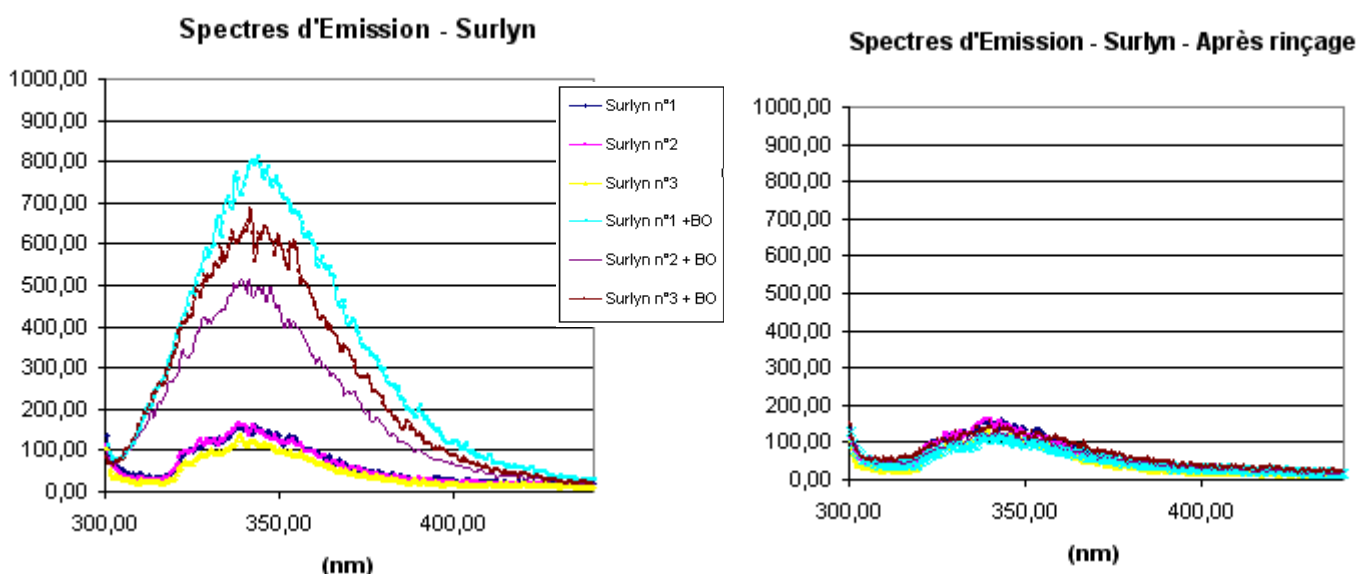 Spectres d'Emission - Surlyn
1000,00
900,00
800,00
700,00
600,00
500,00
400,00
300,00
200,00
100,00
0,00
300,00 350,00 400,00
(nm)
Surlyn n°1
Surlyn n°2
Surlyn n°3
Surlyn n°1 +BO
Surlyn n°2 + BO
Surlyn n°3 + BO
Spectres d'Emission - Surlyn - Après rinçage
1000,00
900,00
800,00
700,00
600,00
500,00
400,00
300,00
200,00
100,00
0,00
300,00 350,00 400,00
(nm)